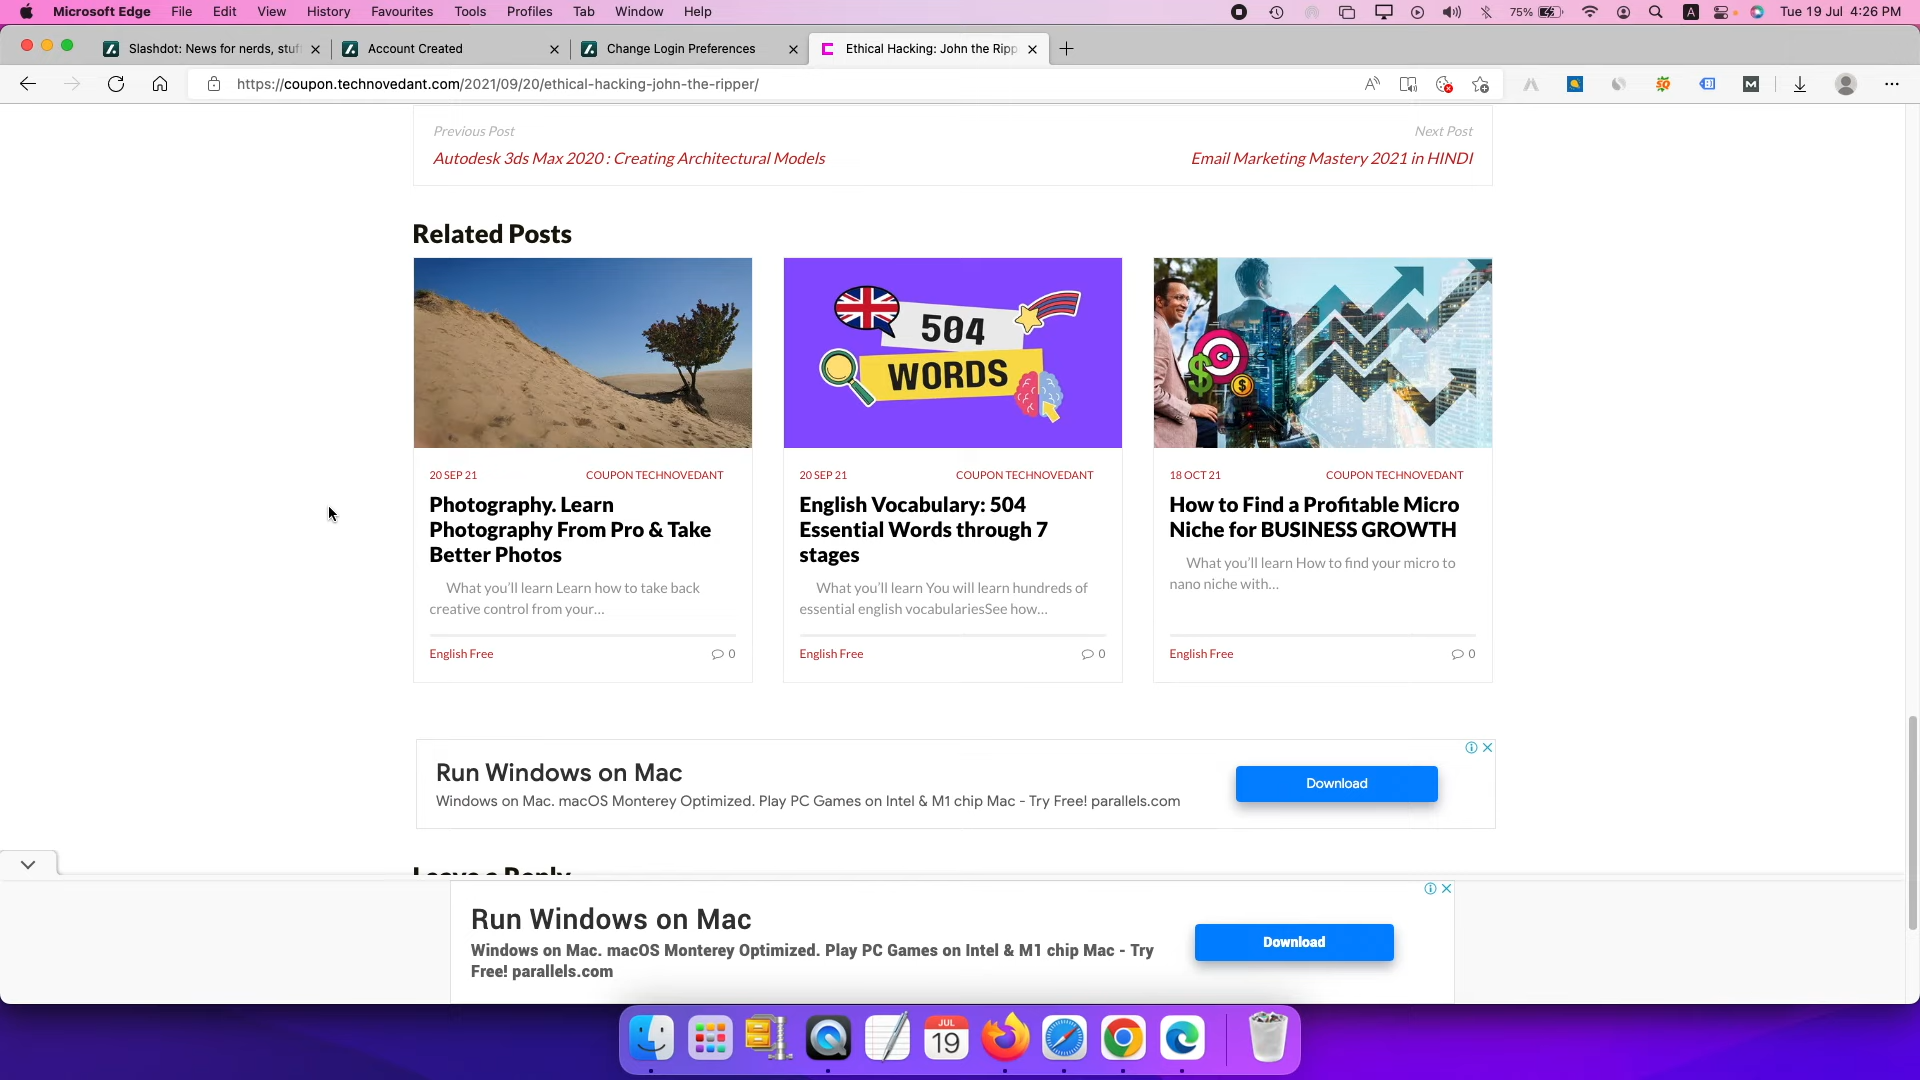 Microsoft Edge File Edit View History Favourites Tools Profiles Tab Window Help
75% A Tue 19 Jul 4:26 PM
Slashdot: News for nerds, stuf
Account Created
Change Login Preferences
Ethical Hacking: John the Ripp
https://coupon.technovedant.com/2021/09/20/ethical-hacking-john-the-ripper/
Previous Post
Next Post
Autodesk 3ds Max 2020 : Creating Architectural Models
Email Marketing Mastery 2021 in HINDI
Related Posts
504
WORDS
20 SEP 21 COUPON TECHNOVEDANT
Photography. Learn
Photography From Pro & Take
Better Photos
What you'll learn Learn how to take back
creative control from your...
English Free 0
20 SEP 21 COUPON TECHNOVEDANT
English Vocabulary: 504
Essential Words through 7
stages
What you'll learn You will learn hundreds of
essential english vocabulariesSee how...
English Free 0
18 OCT 21 COUPON TECHNOVEDANT
How to Find a Profitable Micro
Niche for BUSINESS GROWTH
What you'll learn How to find your micro to
nano niche with...
English Free 0
Run Windows on Mac
Windows on Mac. macOS Monterey Optimized. Play PC Games on Intel & M1 chip Mac - Try Free! parallels.com
Download
Leave a Reply
Run Windows on Mac
Windows on Mac. macOS Monterey Optimized. Play PC Games on Intel & M1 chip Mac - Try
Free! parallels.com
Download
JUL
19